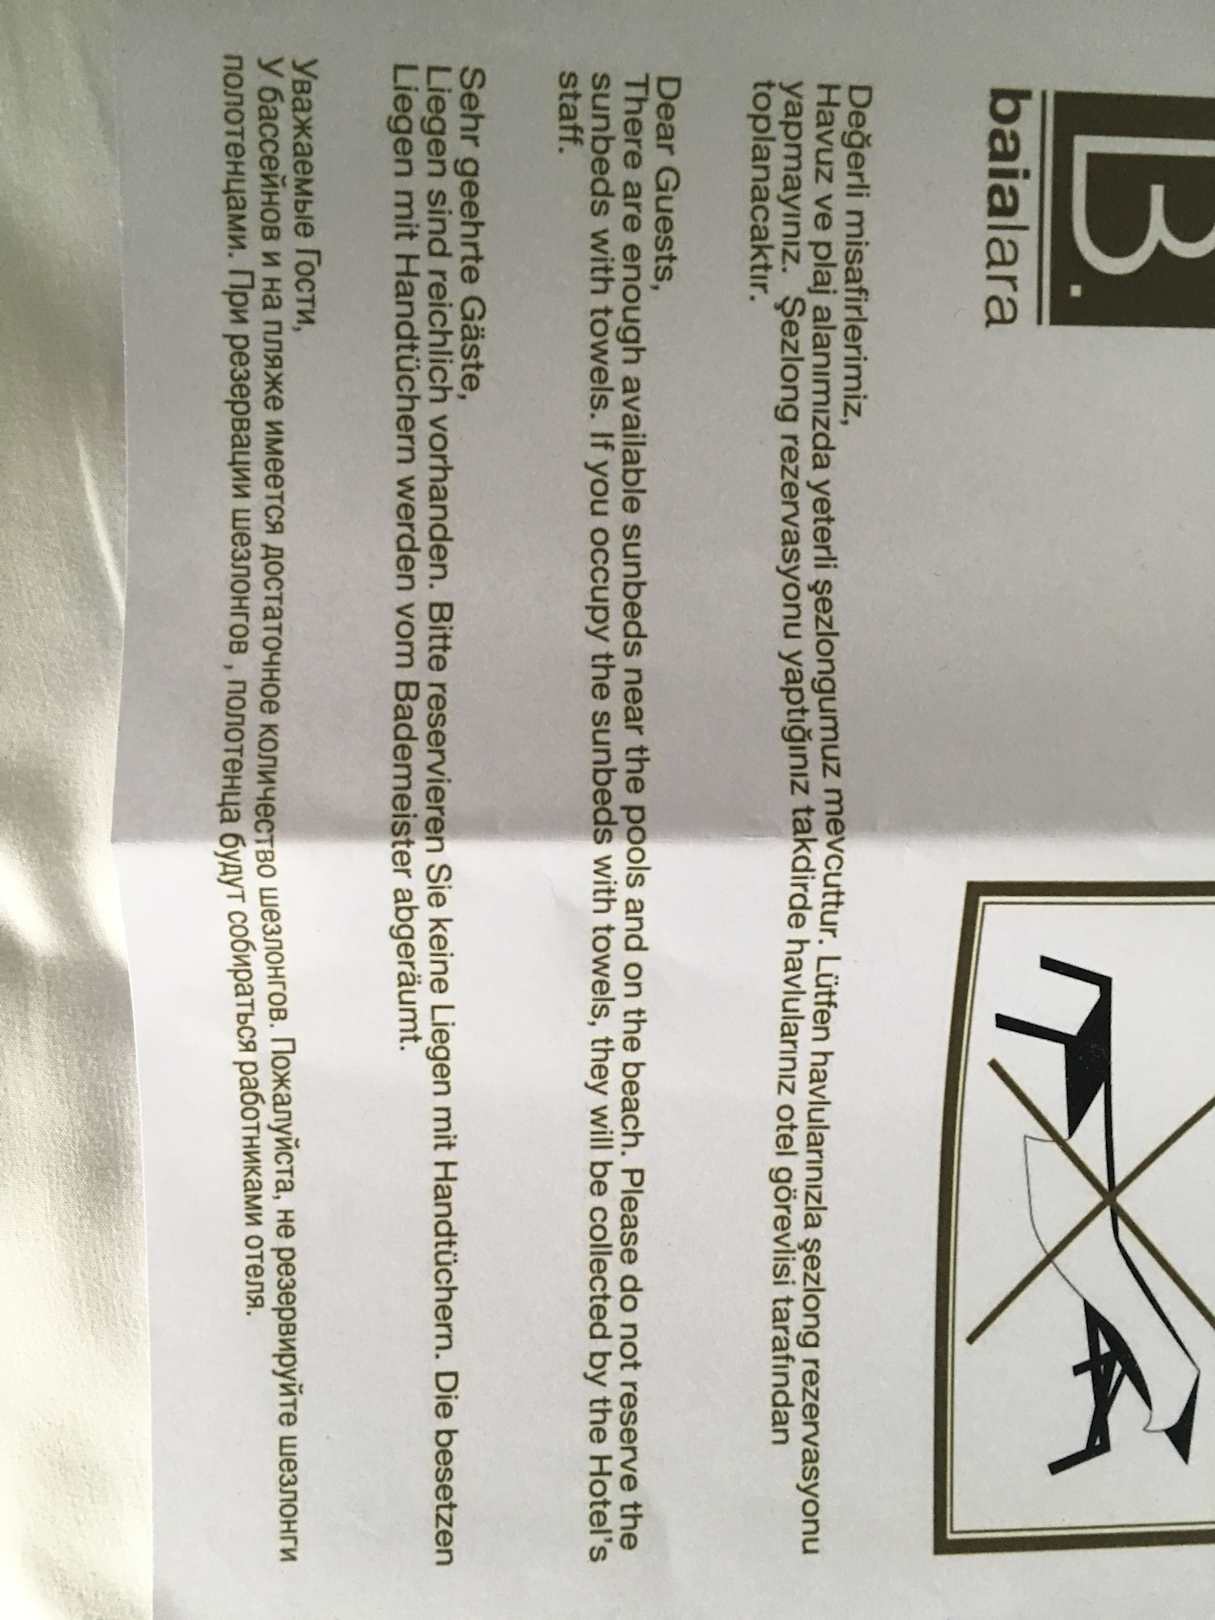 B.
baialara
Değerli misafirlerimiz,
Havuz ve plaj alanımızda yeterli şezlongumuz mevcuttur. Lütfen havlularınızla şezlong rezervasyonu
yapmayınız. Şezlong rezervasyonu yaptığınız takdirde havlularınız otel görevlisi tarafından
toplanacaktır.
Dear Guests,
There are enough available sunbeds near the pools and on the beach. Please do not reserve the
sunbeds with towels. If you occupy the sunbeds with towels, they will be collected by the Hotel's
staff.
Sehr geehrte Gäste,
Liegen sind reichlich vorhanden. Bitte reservieren Sie keine Liegen mit Handtüchern. Die besetzen
Liegen mit Handtüchern werden vom Bademeister abgeräumt.
Уважаемые Гости,
У бассейнов и на пляже имеется достаточное количество шезлонгов. Пожалуйста, не резервируйте шезлонги
полотенцами. При резервации шезлонгов , полотенца будут собираться работниками отеля.